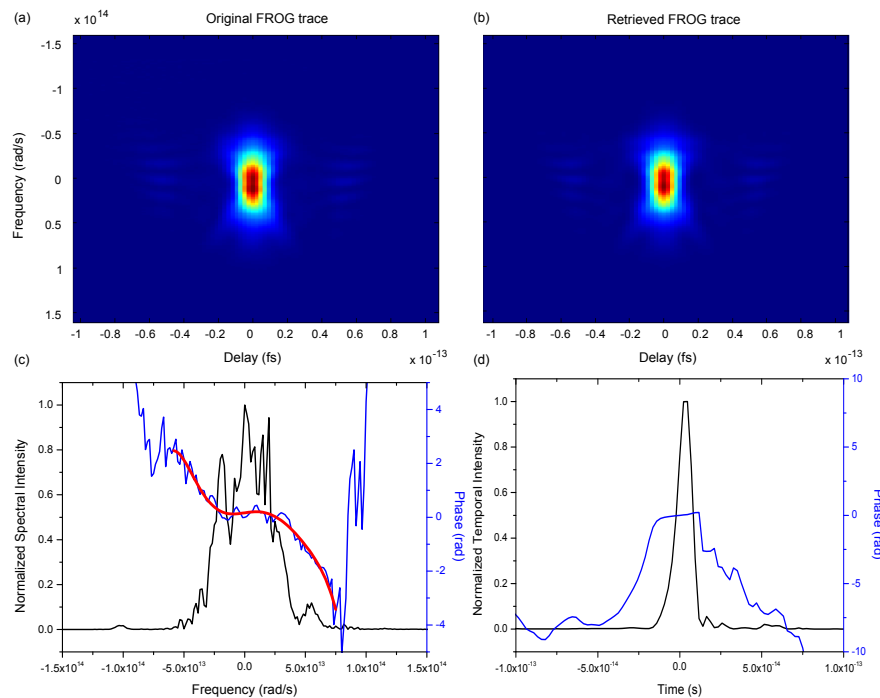 (a) Original FROG trace
x 10^14
Frequency (rad/s)
-1.5
-1
-0.5
0
0.5
1
1.5
-1 -0.8 -0.6 -0.4 -0.2 0 0.2 0.4 0.6 0.8 1
Delay (fs)
x 10^-13
(b) Retrieved FROG trace
-1 -0.8 -0.6 -0.4 -0.2 0 0.2 0.4 0.6 0.8 1
Delay (fs)
x 10^-13
(c)
Normalized Spectral Intensity
1.0
0.8
0.6
0.4
0.2
0.0
4
2
0
-2
-4
Phase (rad)
-1.5x10^14 -1.0x10^14 -5.0x10^13 0.0 5.0x10^13 1.0x10^14 1.5x10^14
Frequency (rad/s)
(d)
Normalized Temporal Intensity
1.0
0.8
0.6
0.4
0.2
0.0
10
5
0
-5
-10
Phase (rad)
-1.0x10^-13 -5.0x10^-14 0.0 5.0x10^-14 1.0x10^-13
Time (s)